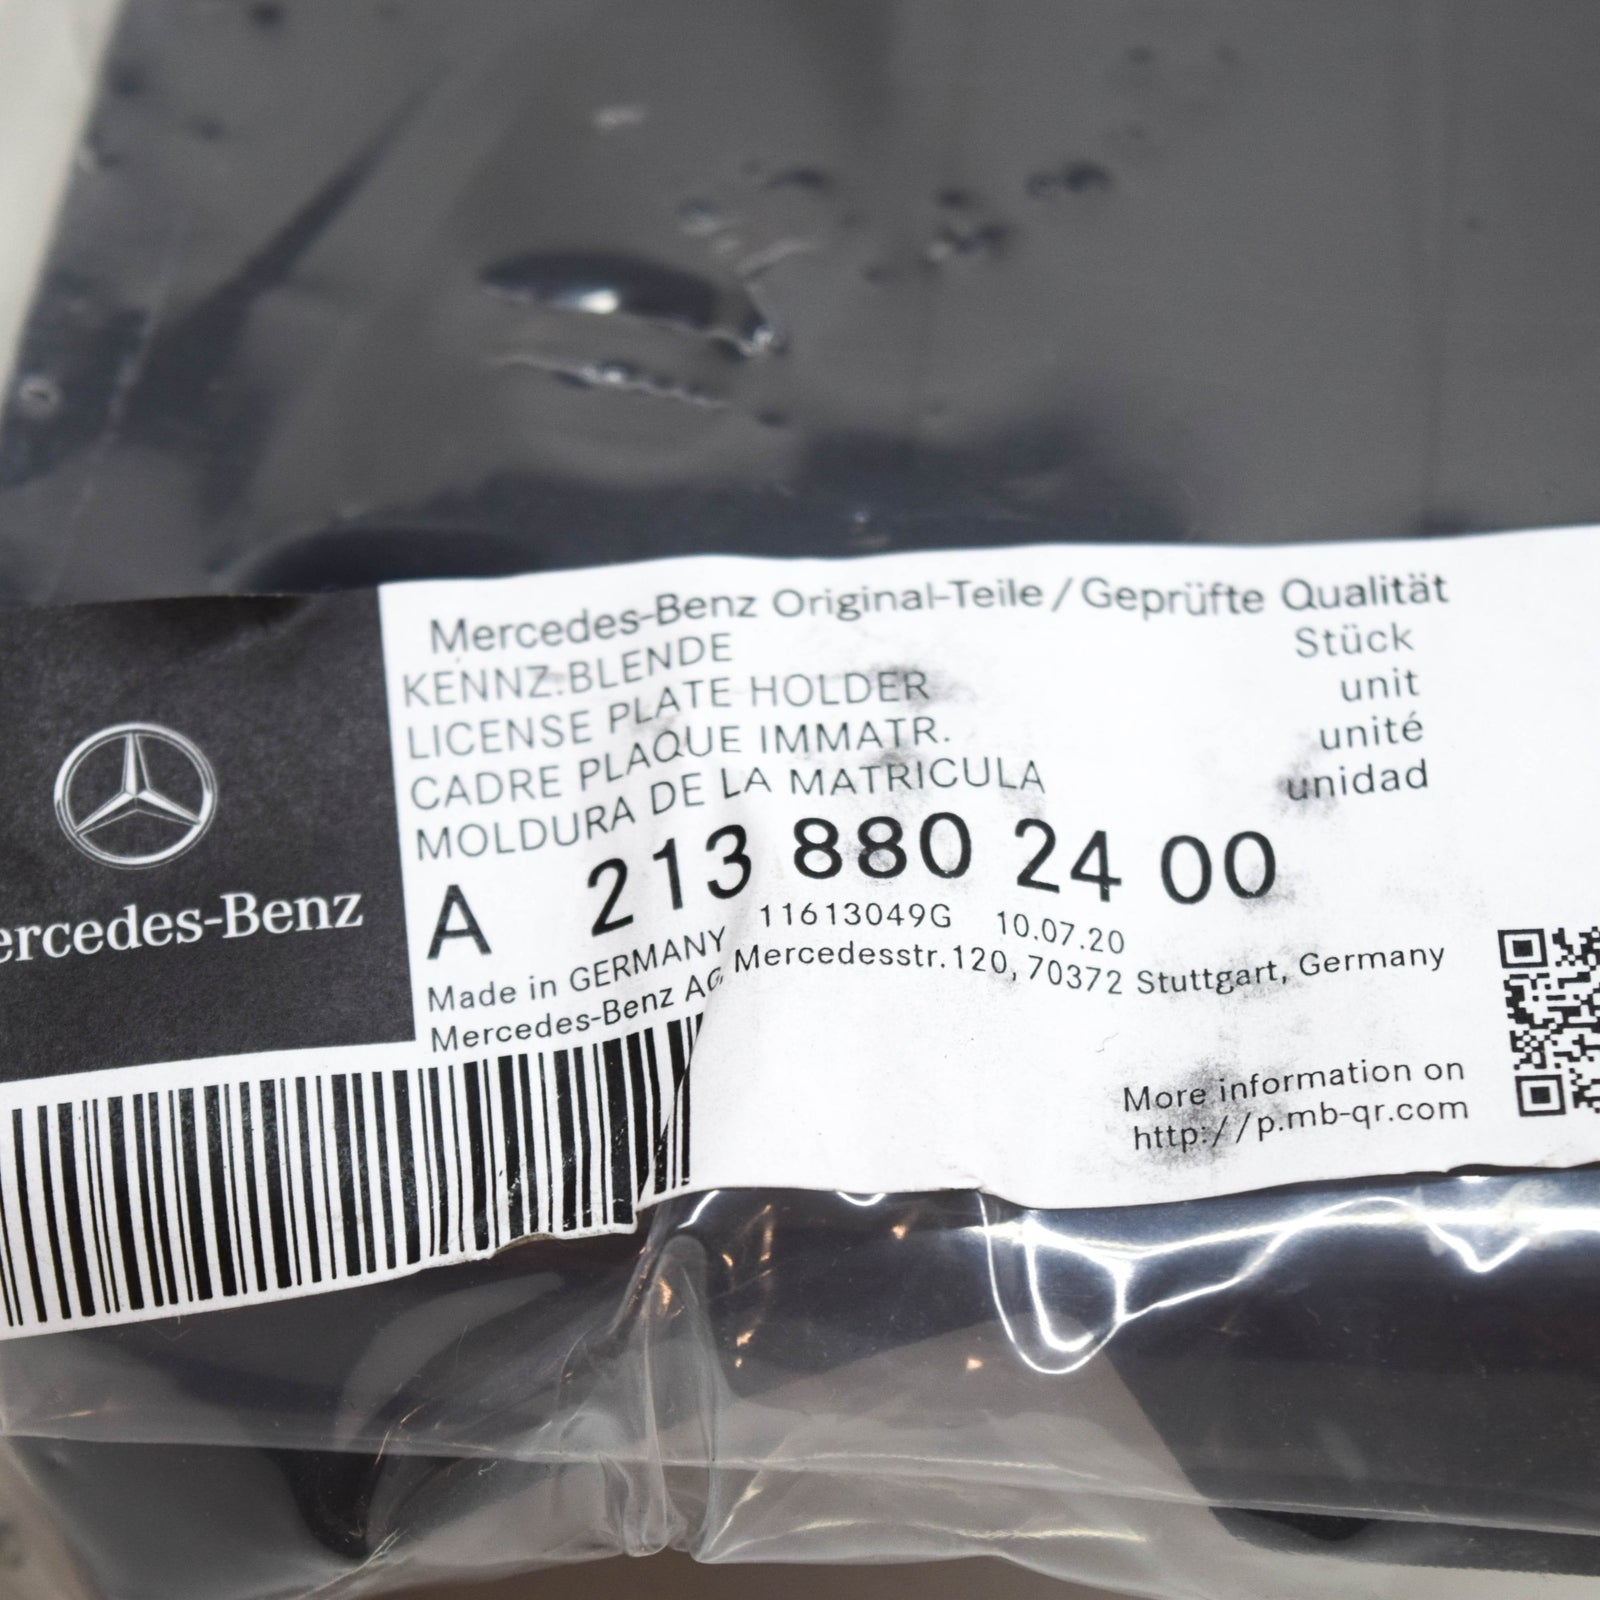 Mercedes-Benz Original-Teile / Geprüfte Qualität
KENNZ.BLENDE Stück
LICENSE PLATE HOLDER unit
CADRE PLAQUE IMMATR. unité
MOLDURA DE LA MATRICULA unidad
A 213 880 24 00
11613049G 10.07.20
Made in GERMANY
Mercedes-Benz AG, Mercedesstr.120, 70372 Stuttgart, Germany
ercedes-Benz
More information on
http://p.mb-qr.com